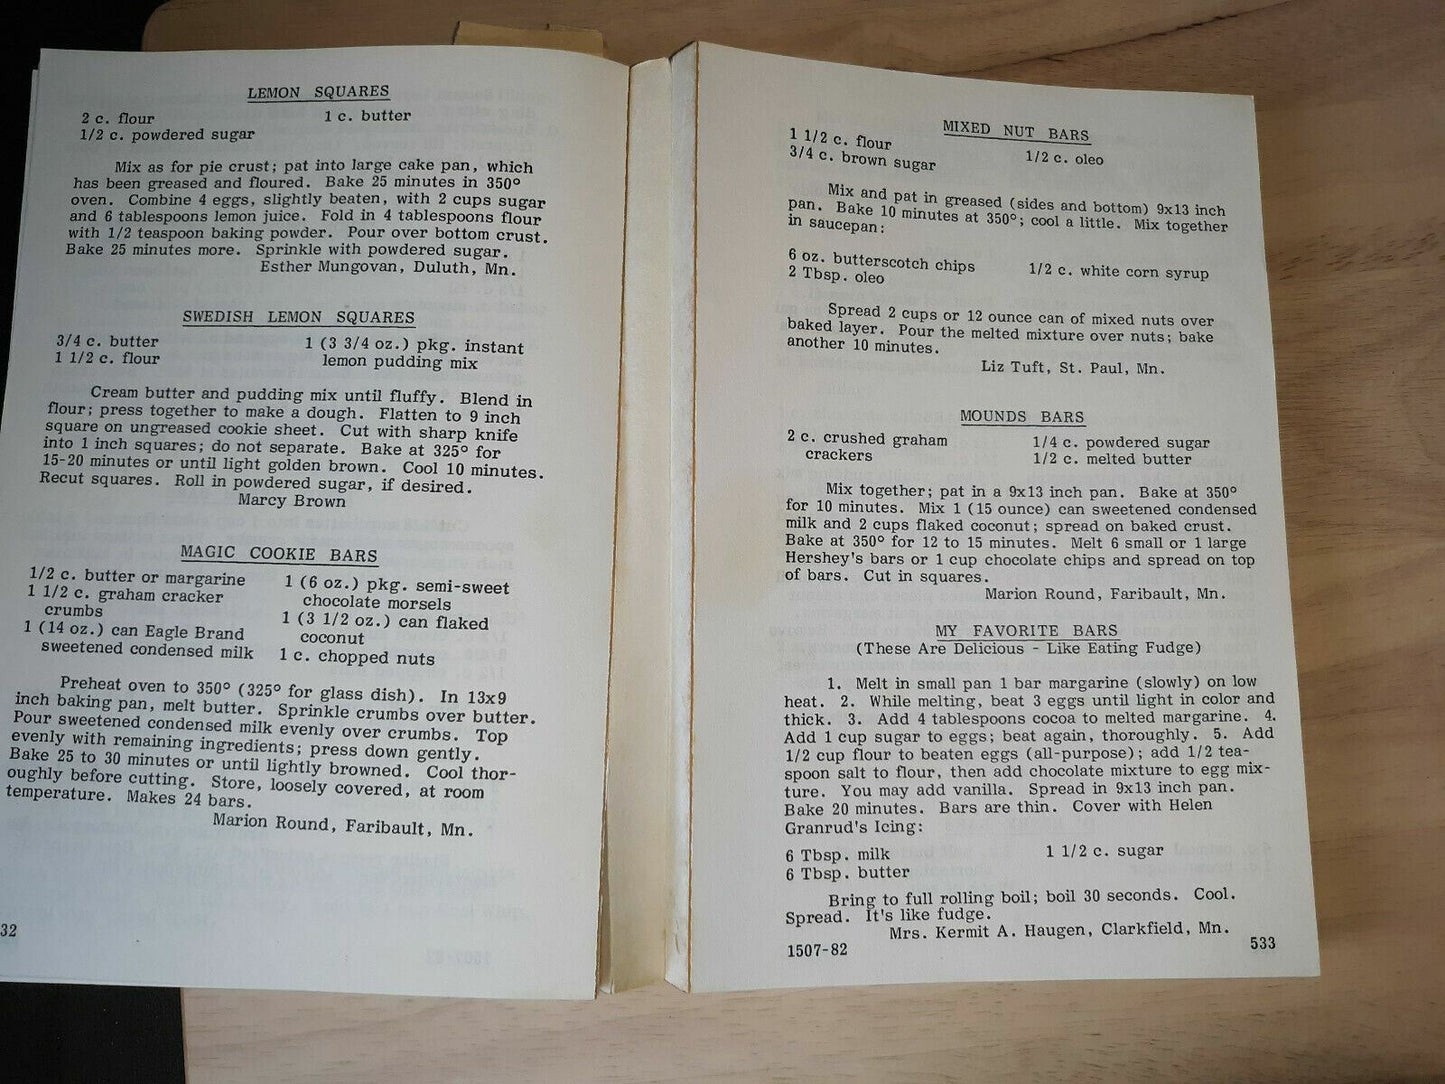 LEMON SQUARES
2 c. flour 1 c. butter
1/2 c. powdered sugar
Mix as for pie crust; pat into large cake pan, which
has been greased and floured. Bake 25 minutes in 350°
oven. Combine 4 eggs, slightly beaten, with 2 cups sugar
and 6 tablespoons lemon juice. Fold in 4 tablespoons flour
with 1/2 teaspoon baking powder. Pour over bottom crust.
Bake 25 minutes more. Sprinkle with powdered sugar.
Esther Mungovan, Duluth, Mn.
SWEDISH LEMON SQUARES
3/4 c. butter 1 (3 3/4 oz.) pkg. instant
1 1/2 c. flour lemon pudding mix
Cream butter and pudding mix until fluffy. Blend in
flour; press together to make a dough. Flatten to 9 inch
square on ungreased cookie sheet. Cut with sharp knife
into 1 inch squares; do not separate. Bake at 325° for
15-20 minutes or until light golden brown. Cool 10 minutes.
Recut squares. Roll in powdered sugar, if desired.
Marcy Brown
MAGIC COOKIE BARS
1/2 c. butter or margarine 1 (6 oz.) pkg. semi-sweet
1 1/2 c. graham cracker chocolate morsels
crumbs 1 (3 1/2 oz.) can flaked
1 (14 oz.) can Eagle Brand coconut
sweetened condensed milk 1 c. chopped nuts
Preheat oven to 350° (325° for glass dish). In 13x9
inch baking pan, melt butter. Sprinkle crumbs over butter.
Pour sweetened condensed milk evenly over crumbs. Top
evenly with remaining ingredients; press down gently.
Bake 25 to 30 minutes or until lightly browned. Cool thor-
oughly before cutting. Store, loosely covered, at room
temperature. Makes 24 bars.
Marion Round, Faribault, Mn.
32
MIXED NUT BARS
1 1/2 c. flour 1/2 c. oleo
3/4 c. brown sugar
Mix and pat in greased (sides and bottom) 9x13 inch
pan. Bake 10 minutes at 350°; cool a little. Mix together
in saucepan:
6 oz. butterscotch chips 1/2 c. white corn syrup
2 Tbsp. oleo
Spread 2 cups or 12 ounce can of mixed nuts over
baked layer. Pour the melted mixture over nuts; bake
another 10 minutes.
Liz Tuft, St. Paul, Mn.
MOUNDS BARS
2 c. crushed graham 1/4 c. powdered sugar
crackers 1/2 c. melted butter
Mix together; pat in a 9x13 inch pan. Bake at 350°
for 10 minutes. Mix 1 (15 ounce) can sweetened condensed
milk and 2 cups flaked coconut; spread on baked crust.
Bake at 350° for 12 to 15 minutes. Melt 6 small or 1 large
Hershey's bars or 1 cup chocolate chips and spread on top
of bars. Cut in squares.
Marion Round, Faribault, Mn.
MY FAVORITE BARS
(These Are Delicious - Like Eating Fudge)
1. Melt in small pan 1 bar margarine (slowly) on low
heat. 2. While melting, beat 3 eggs until light in color and
thick. 3. Add 4 tablespoons cocoa to melted margarine. 4.
Add 1 cup sugar to eggs; beat again, thoroughly. 5. Add
1/2 cup flour to beaten eggs (all-purpose); add 1/2 tea-
spoon salt to flour, then add chocolate mixture to egg mix-
ture. You may add vanilla. Spread in 9x13 inch pan.
Bake 20 minutes. Bars are thin. Cover with Helen
Granrud's Icing:
6 Tbsp. milk 1 1/2 c. sugar
6 Tbsp. butter
Bring to full rolling boil; boil 30 seconds. Cool.
Spread. It's like fudge.
Mrs. Kermit A. Haugen, Clarkfield, Mn.
1507-82 533